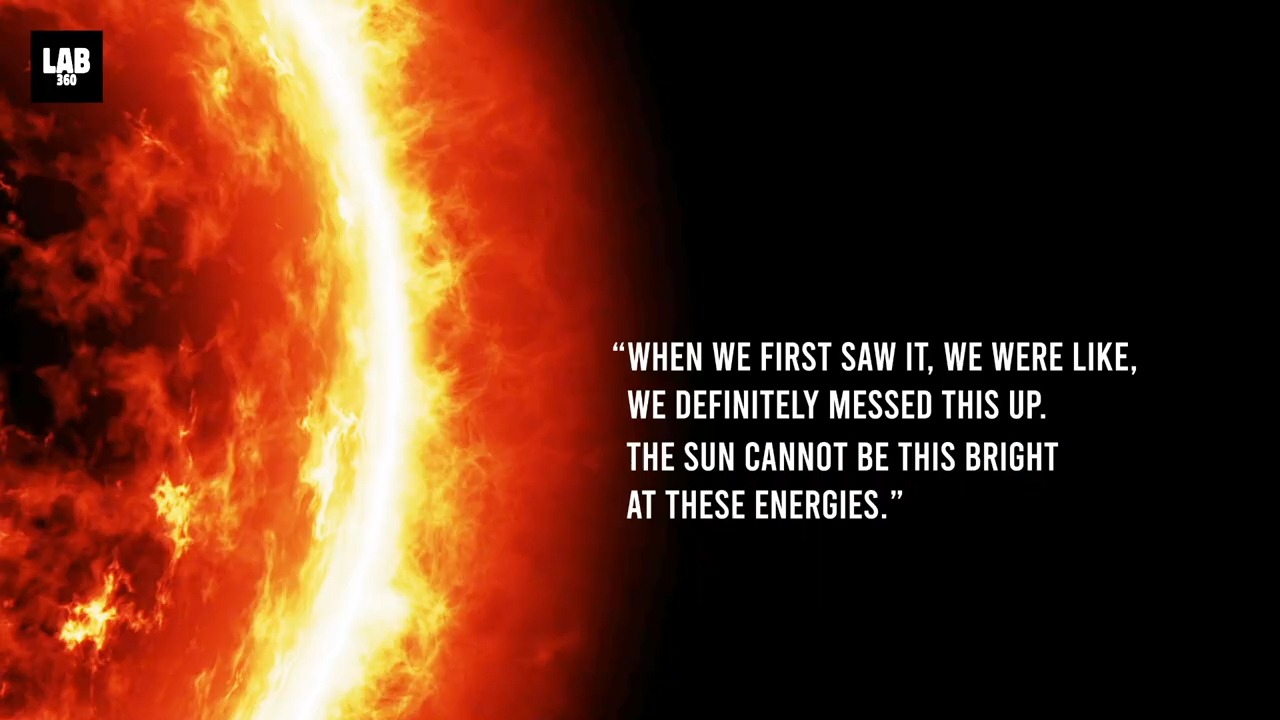 LAB
360
“WHEN WE FIRST SAW IT, WE WERE LIKE,
WE DEFINITELY MESSED THIS UP.
THE SUN CANNOT BE THIS BRIGHT
AT THESE ENERGIES.”